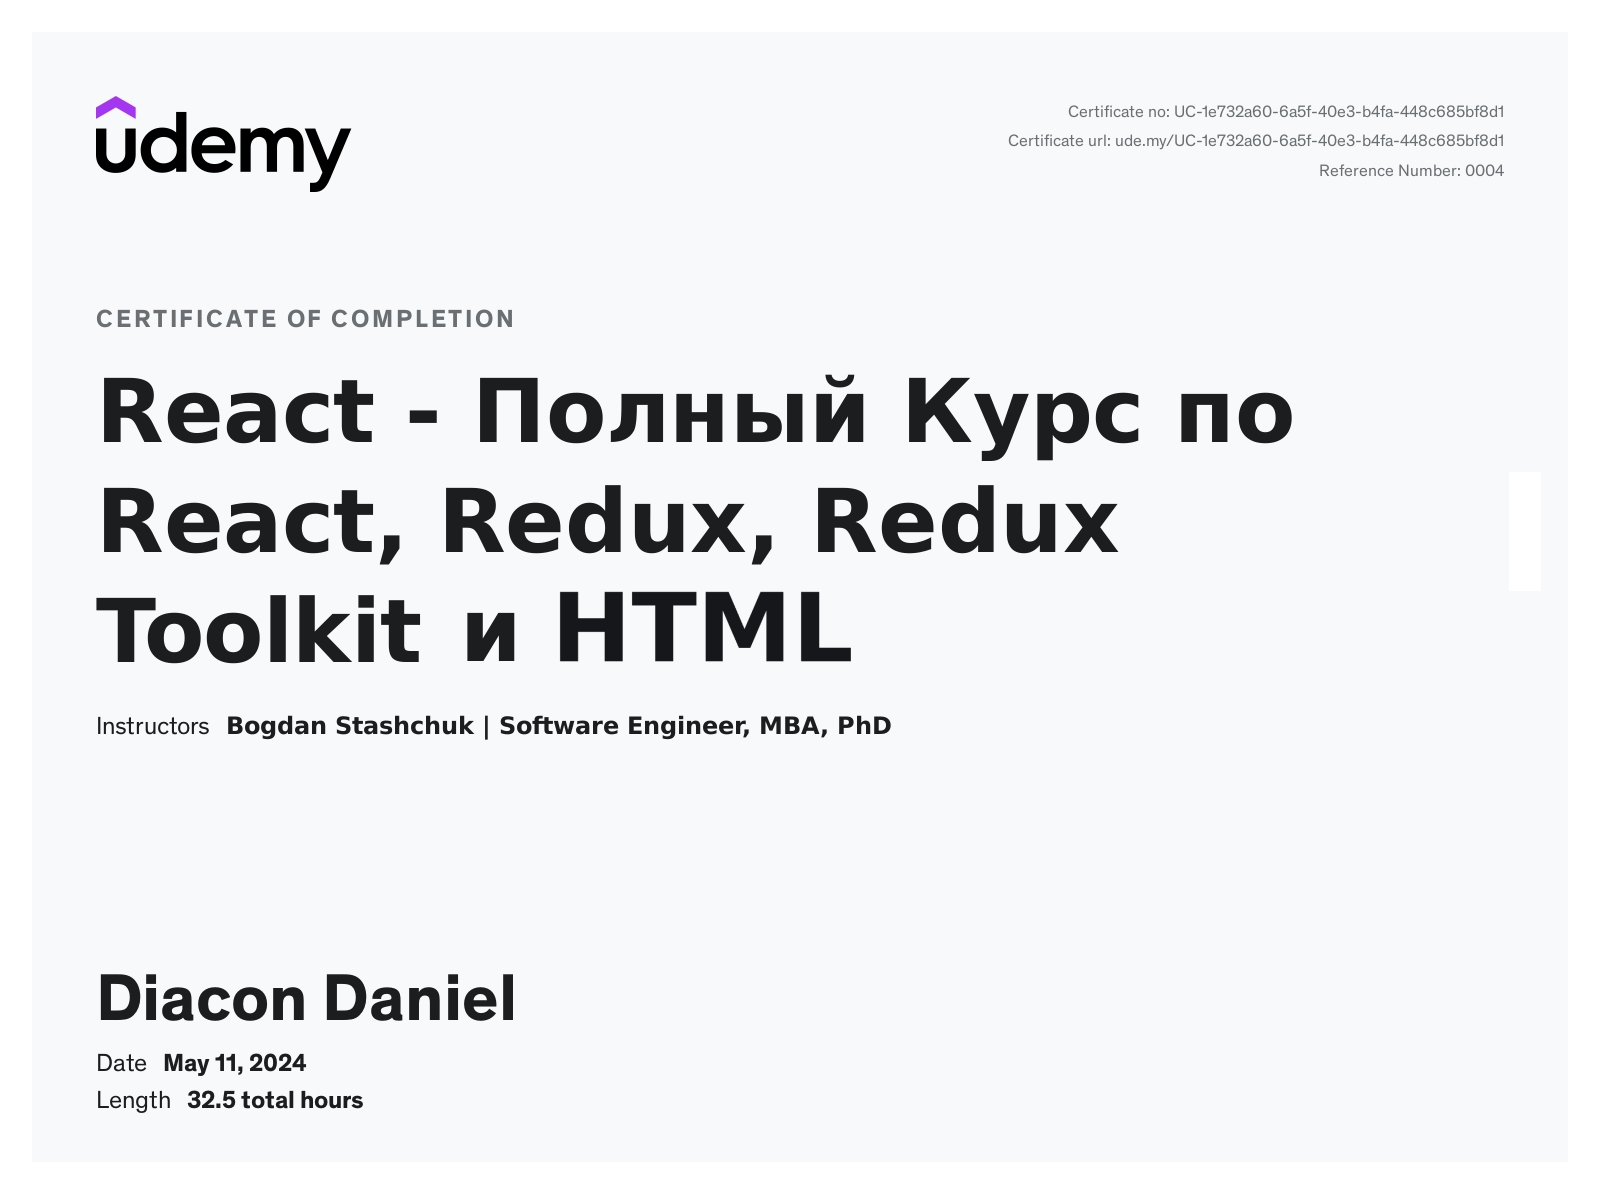 udemy
Certificate no: UC-1e732a60-6a5f-40e3-b4fa-448c685bf8d1
Certificate url: ude.my/UC-1e732a60-6a5f-40e3-b4fa-448c685bf8d1
Reference Number: 0004
CERTIFICATE OF COMPLETION
React - Полный Курс по
React, Redux, Redux
Toolkit и HTML
Instructors Bogdan Stashchuk | Software Engineer, MBA, PhD
Diacon Daniel
Date May 11, 2024
Length 32.5 total hours